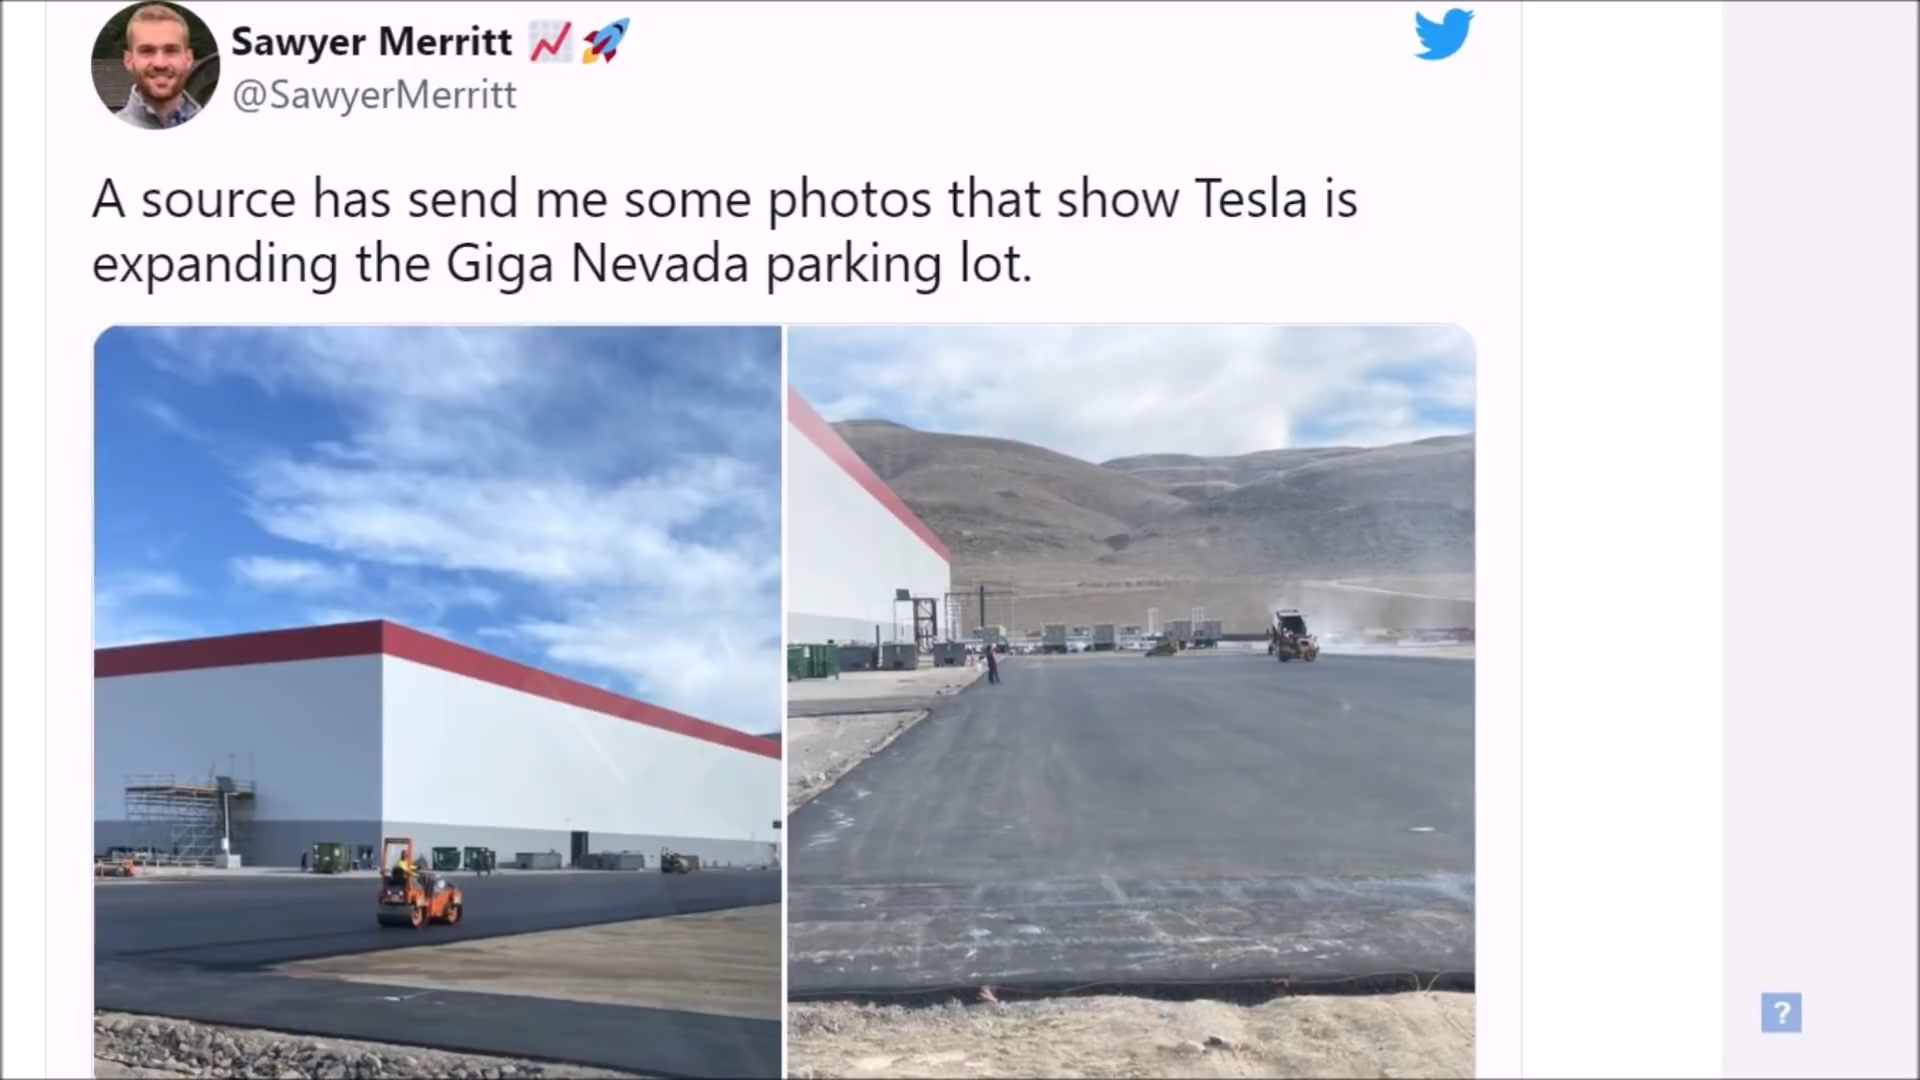 Sawyer Merritt 📈🚀
@SawyerMerritt
A source has send me some photos that show Tesla is
expanding the Giga Nevada parking lot.
?